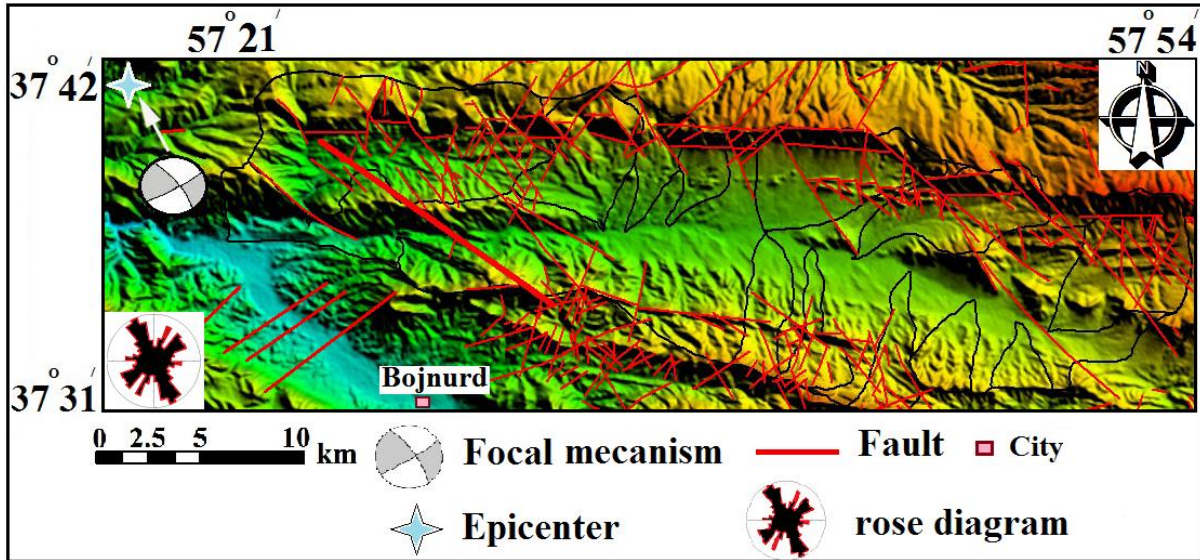 57° 21′
57° 54′
37° 42′
N
37° 31′
Bojnurd
0 2.5 5 10 km
Focal mecanism
Fault
City
Epicenter
rose diagram